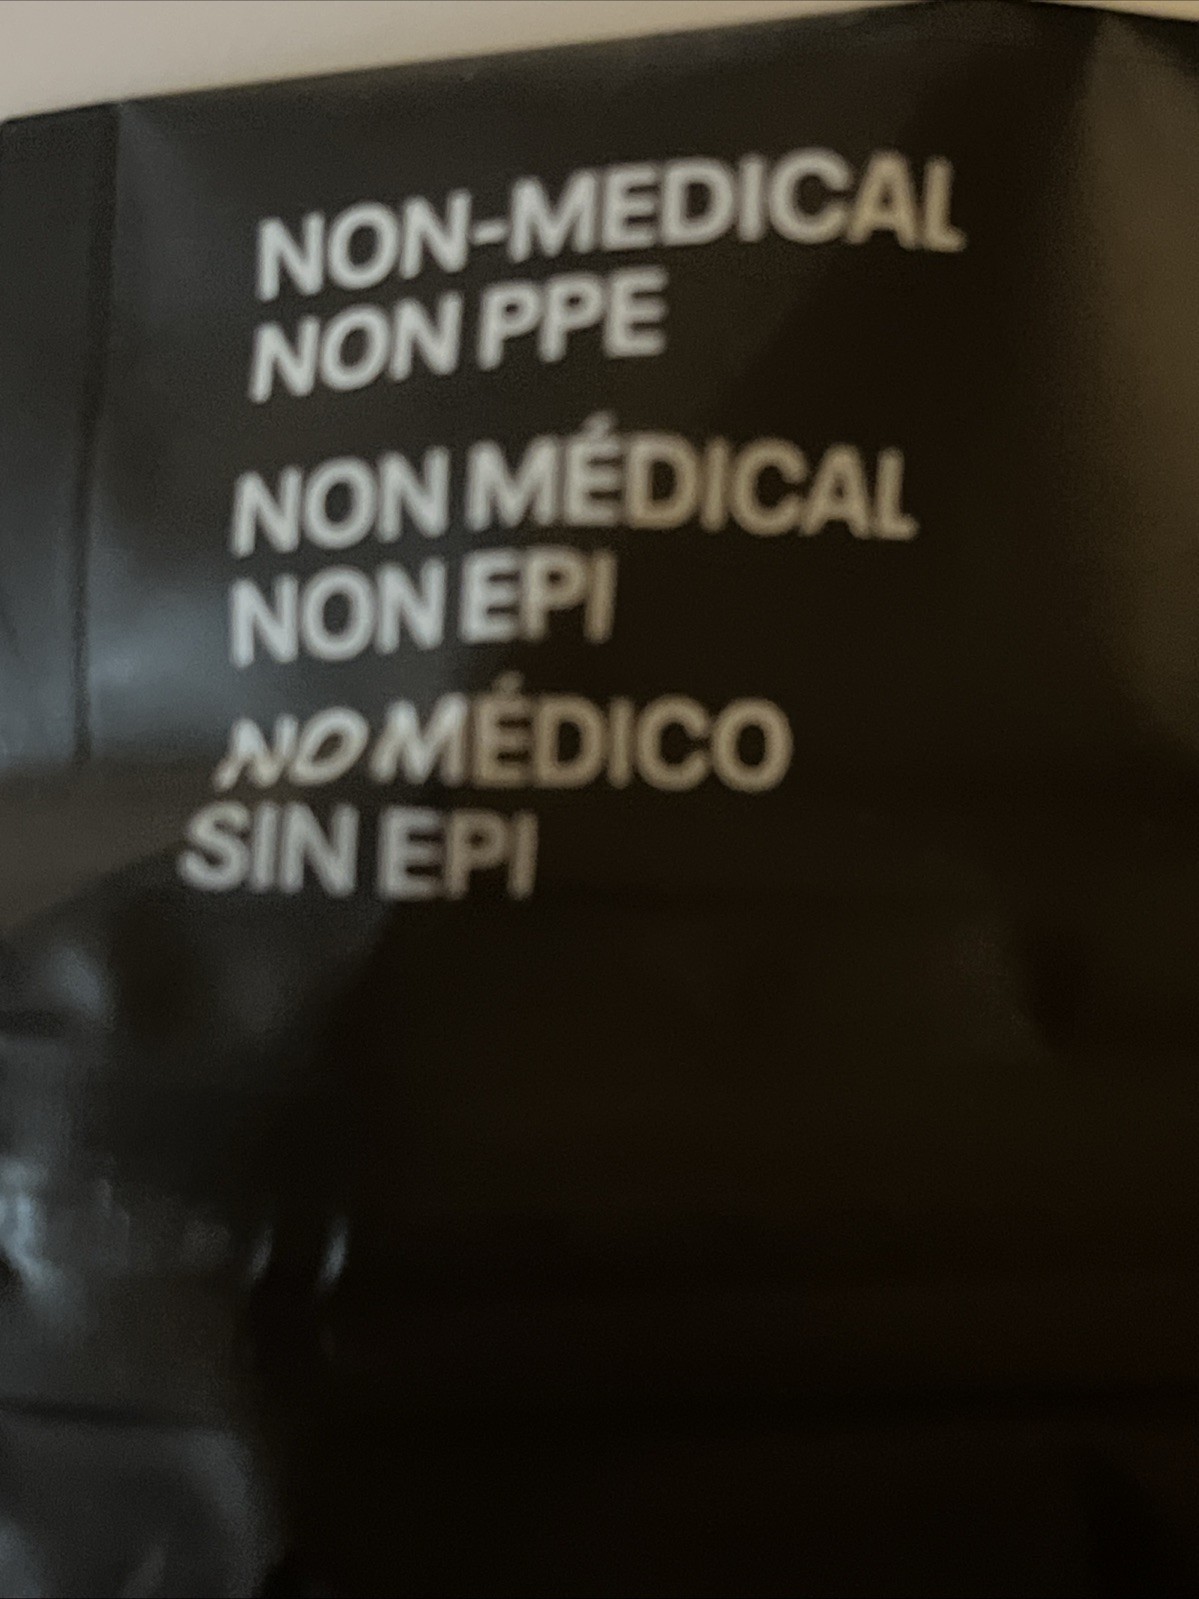 NON-MEDICAL
NON PPE
NON MÉDICAL
NON EPI
NO MÉDICO
SIN EPI